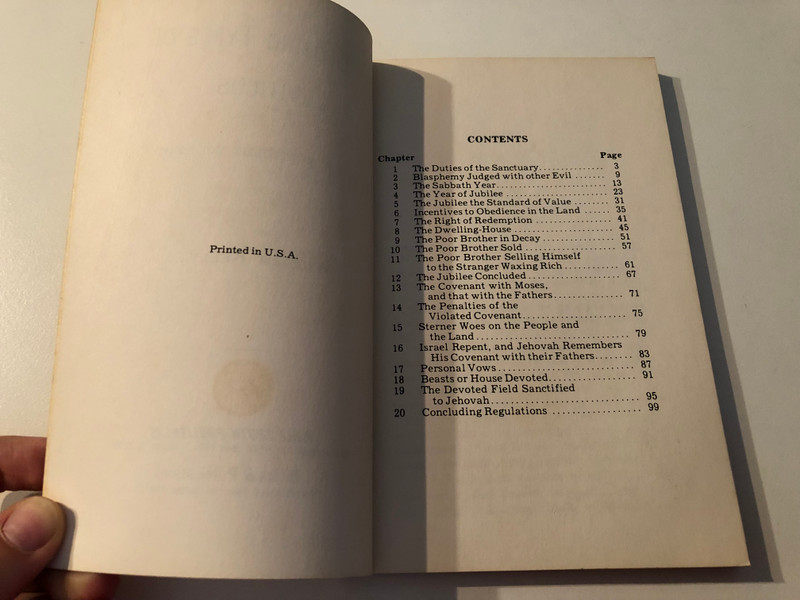 Printed in U.S.A.
CONTENTS
Chapter Page
1 The Duties of the Sanctuary............... 3
2 Blasphemy Judged with other Evil ....... 9
3 The Sabbath Year......................... 13
4 The Year of Jubilee ....................... 23
5 The Jubilee the Standard of Value ........ 31
6 Incentives to Obedience in the Land ...... 35
7 The Right of Redemption ................. 41
8 The Dwelling-House ...................... 45
9 The Poor Brother in Decay ................ 51
10 The Poor Brother Sold .................... 57
11 The Poor Brother Selling Himself
to the Stranger Waxing Rich ............ 61
12 The Jubilee Concluded .................... 67
13 The Covenant with Moses,
and that with the Fathers............... 71
14 The Penalties of the
Violated Covenant...................... 75
15 Sterner Woes on the People and
the Land ................................ 79
16 Israel Repent, and Jehovah Remembers
His Covenant with their Fathers........ 83
17 Personal Vows ............................ 87
18 Beasts or House Devoted................... 91
19 The Devoted Field Sanctified
to Jehovah.............................. 95
20 Concluding Regulations .................. 99